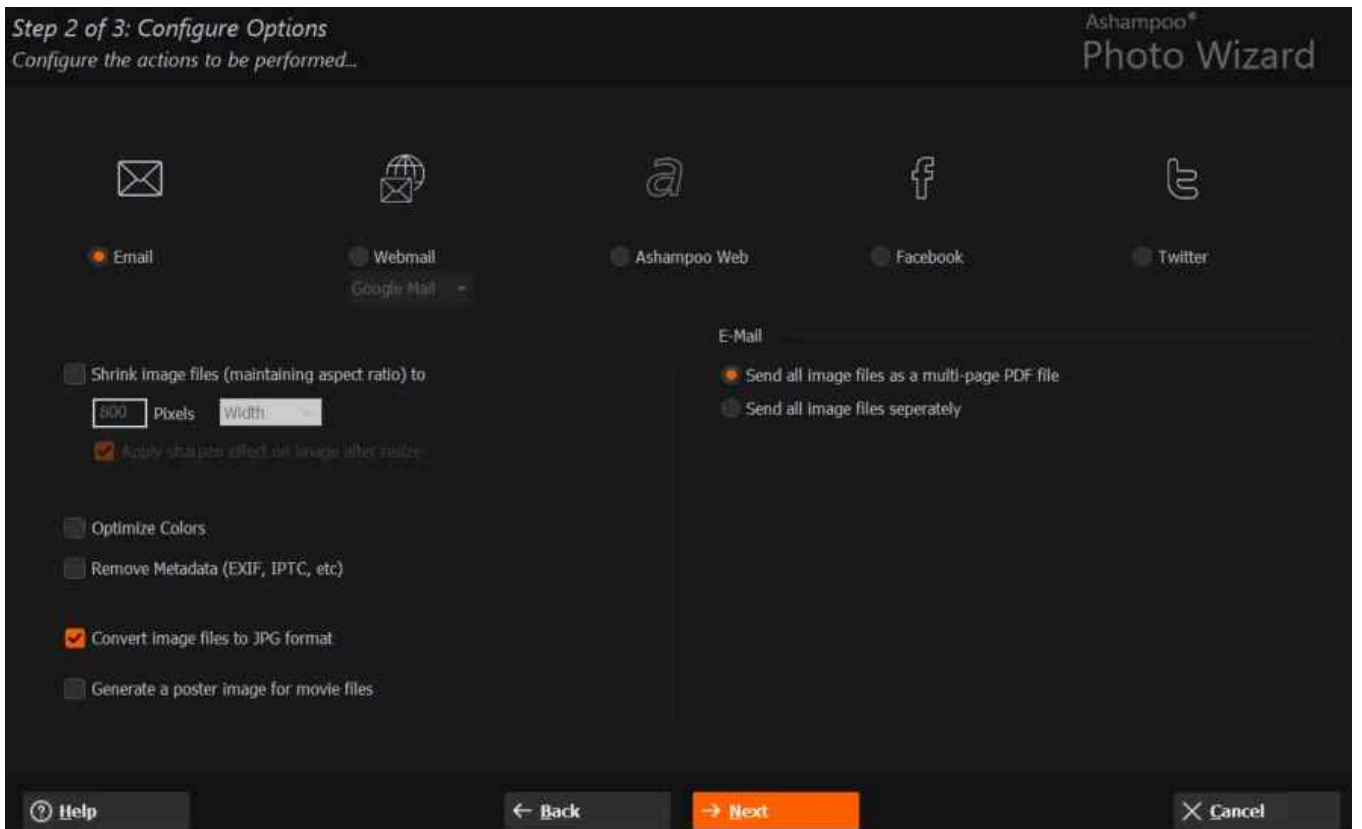 Step 2 of 3: Configure Options
Configure the actions to be performed...
Ashampoo®
Photo Wizard
Email
Webmail
Ashampoo Web
Facebook
Twitter
Google Mail
E-Mail
Shrink image files (maintaining aspect ratio) to
800 Pixels Width
Apply sharpen effect on image after resize
Send all image files as a multi-page PDF file
Send all image files seperately
Optimize Colors
Remove Metadata (EXIF, IPTC, etc)
Convert image files to JPG format
Generate a poster image for movie files
Help
Back
Next
Cancel